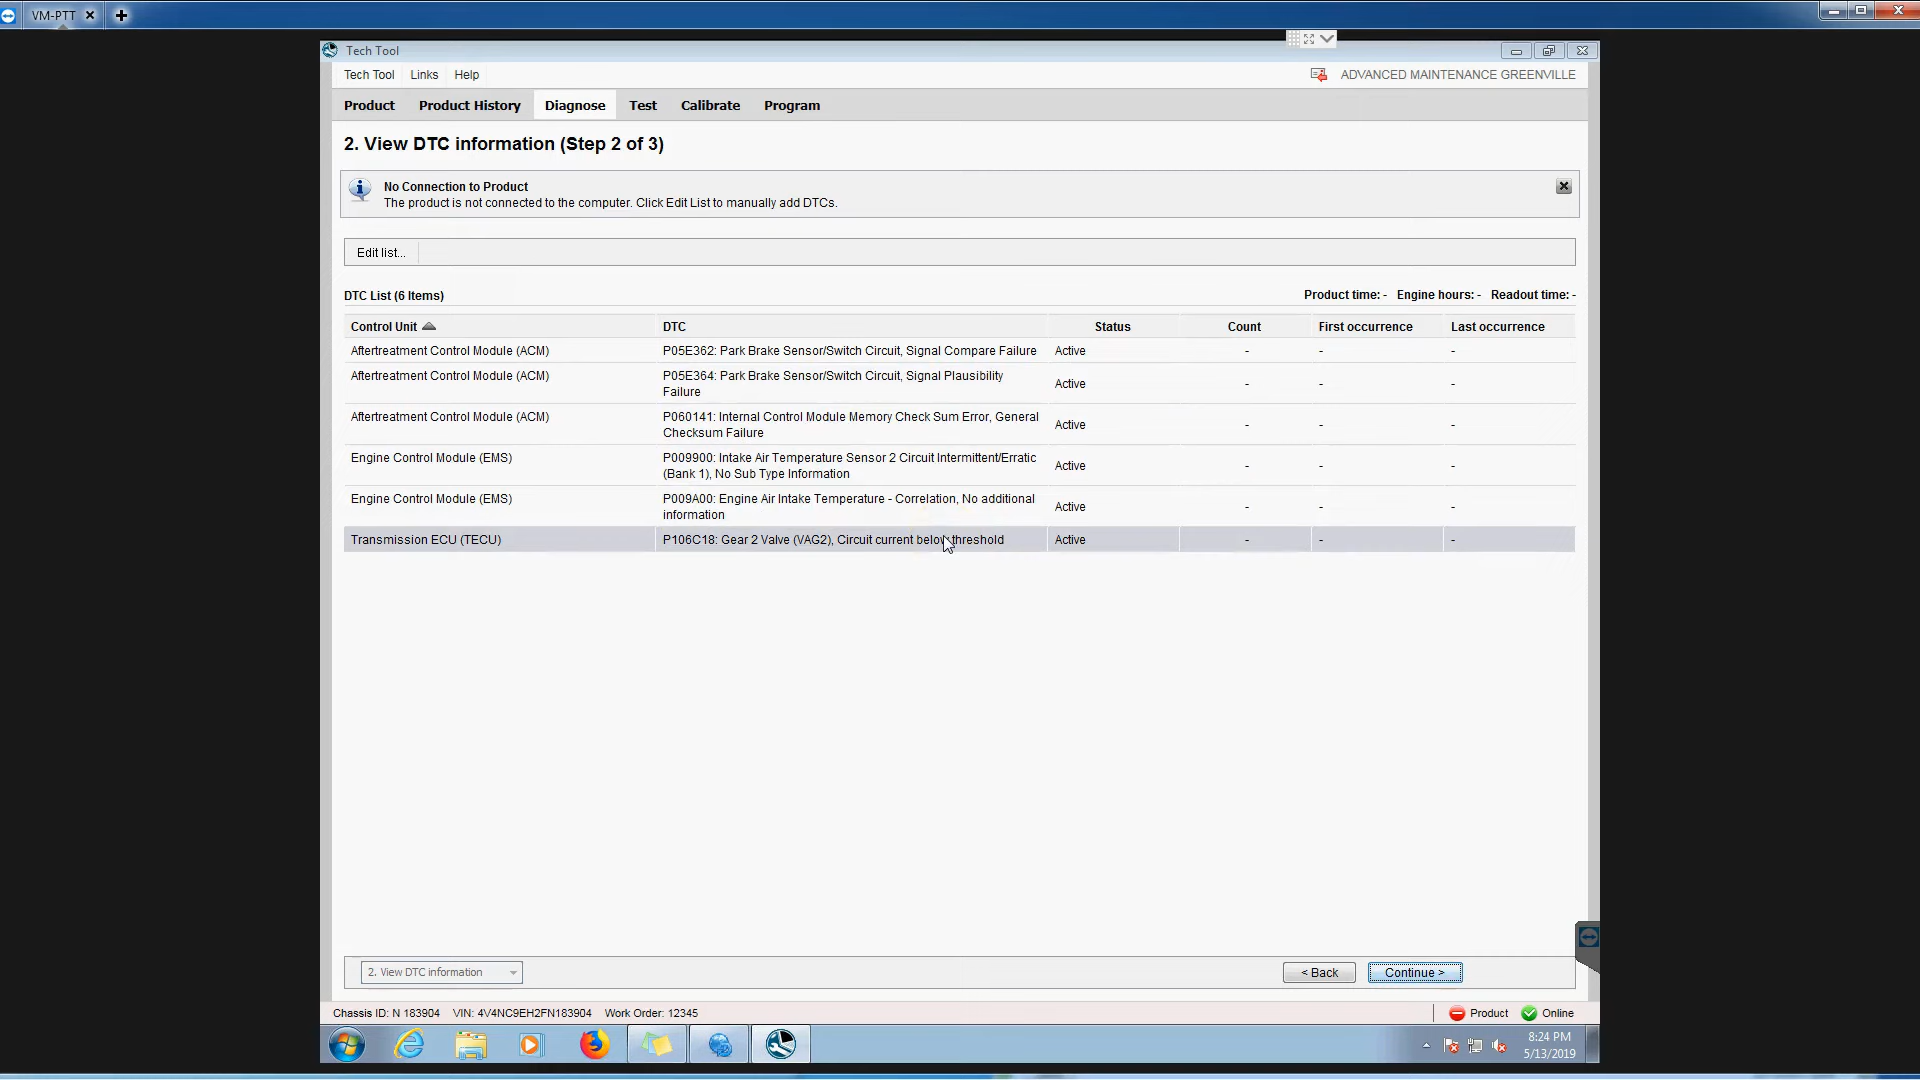 VM-PTT
Tech Tool
Tech Tool Links Help
ADVANCED MAINTENANCE GREENVILLE
Product Product History Diagnose Test Calibrate Program
2. View DTC information (Step 2 of 3)
No Connection to Product
The product is not connected to the computer. Click Edit List to manually add DTCs.
Edit list...
DTC List (6 Items)
Product time: - Engine hours: - Readout time: -
Control Unit DTC Status Count First occurrence Last occurrence
Aftertreatment Control Module (ACM) P05E362: Park Brake Sensor/Switch Circuit, Signal Compare Failure Active - - -
Aftertreatment Control Module (ACM) P05E364: Park Brake Sensor/Switch Circuit, Signal Plausibility
Failure Active - - -
Aftertreatment Control Module (ACM) P060141: Internal Control Module Memory Check Sum Error, General
Checksum Failure Active - - -
Engine Control Module (EMS) P009900: Intake Air Temperature Sensor 2 Circuit Intermittent/Erratic
(Bank 1), No Sub Type Information Active - - -
Engine Control Module (EMS) P009A00: Engine Air Intake Temperature - Correlation, No additional
information Active - - -
Transmission ECU (TECU) P106C18: Gear 2 Valve (VAG2), Circuit current below threshold Active - - -
2. View DTC information
< Back Continue >
Chassis ID: N 183904 VIN: 4V4NC9EH2FN183904 Work Order: 12345
Product Online
8:24 PM
5/13/2019